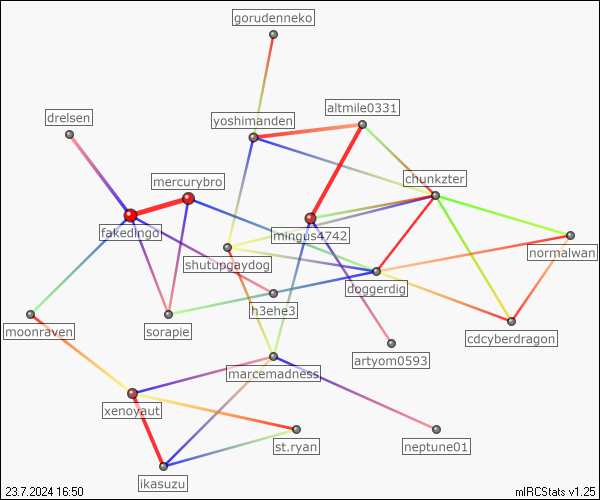 gorudenneko
altmile0331
drelsen
yoshimanden
chunkzter
mercurybro
fakedingo
mingus4742
normalwan
shutupgaydog
doggerdig
h3ehe3
moonraven
sorapie
cdcyberdragon
artyom0593
marcemadness
xenoyaut
st.ryan
neptune01
ikasuzu
23.7.2024 16:50
mIRCStats v1.25